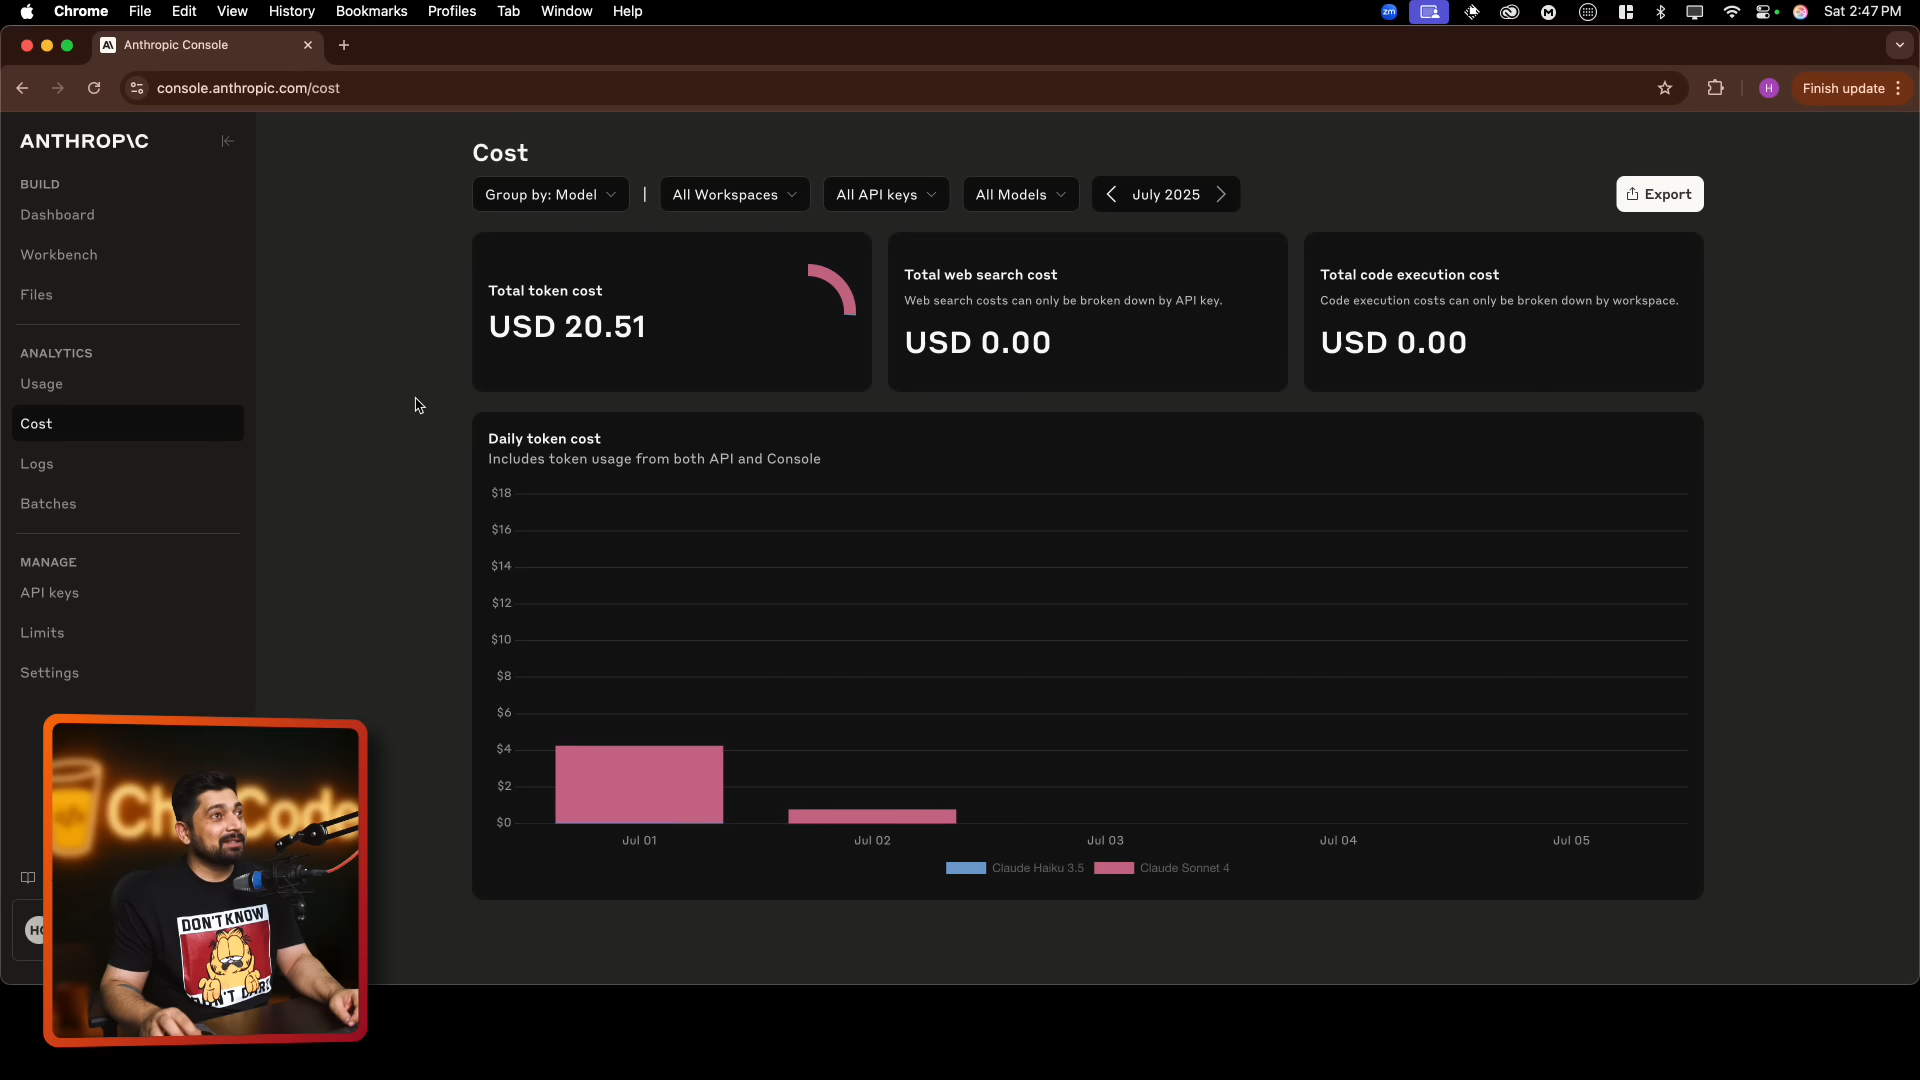 Chrome File Edit View History Bookmarks Profiles Tab Window Help
zm
Sat 2:47 PM
Anthropic Console
console.anthropic.com/cost
H
Finish update
ANTHROP\C
BUILD
Dashboard
Workbench
Files
ANALYTICS
Usage
Cost
Logs
Batches
MANAGE
API keys
Limits
Settings
Cost
Group by: Model | All Workspaces All API keys All Models July 2025
Export
Total token cost
USD 20.51
Total web search cost
Web search costs can only be broken down by API key.
USD 0.00
Total code execution cost
Code execution costs can only be broken down by workspace.
USD 0.00
Daily token cost
Includes token usage from both API and Console
$18
$16
$14
$12
$10
$8
$6
$4
$2
$0
Jul 01 Jul 02 Jul 03 Jul 04 Jul 05
Claude Haiku 3.5 Claude Sonnet 4
DON'T KNOW